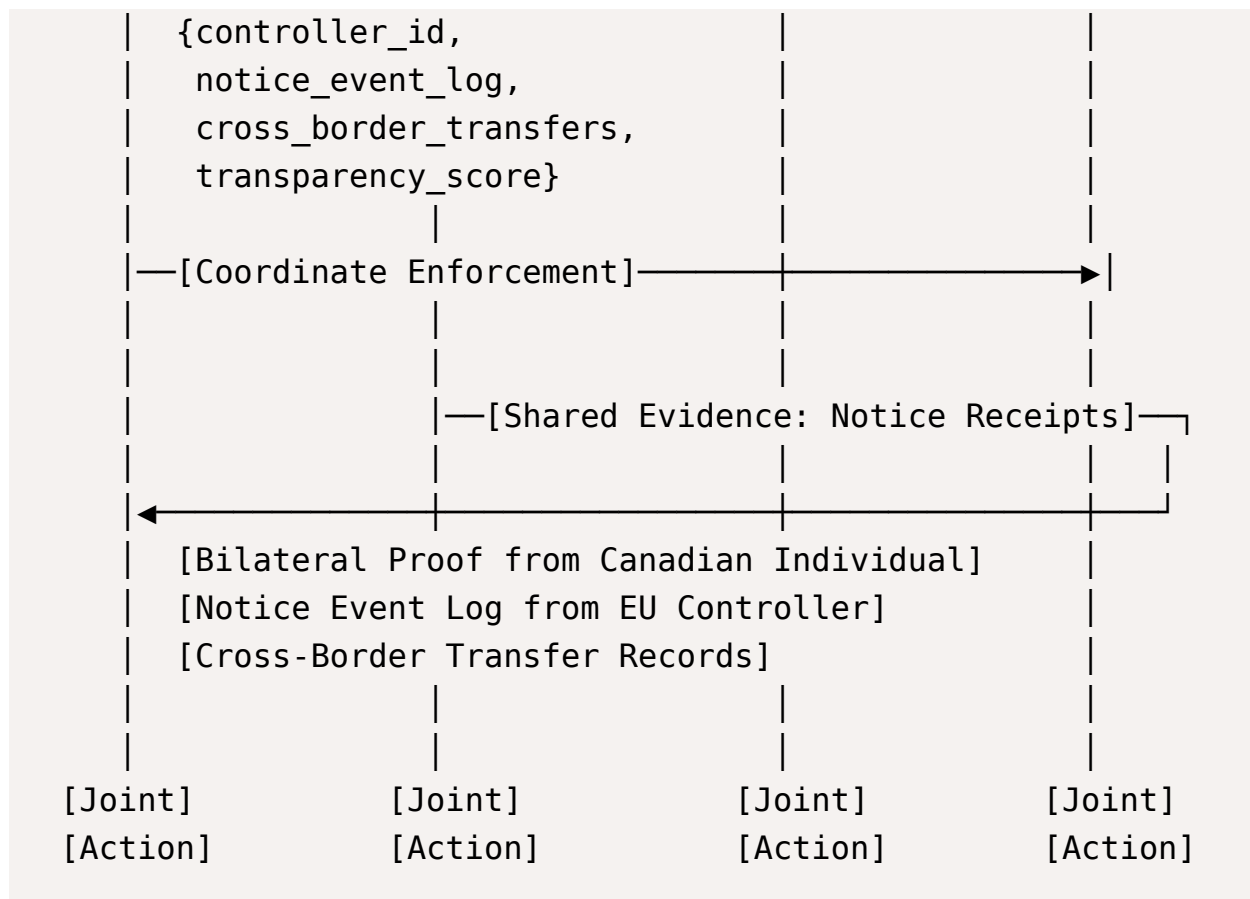 {controller_id,
notice_event_log,
cross_border_transfers,
transparency_score}
[Coordinate Enforcement]
[Shared Evidence: Notice Receipts]
[Bilateral Proof from Canadian Individual]
[Notice Event Log from EU Controller]
[Cross-Border Transfer Records]
[Joint] [Joint] [Joint] [Joint]
[Action] [Action] [Action] [Action]